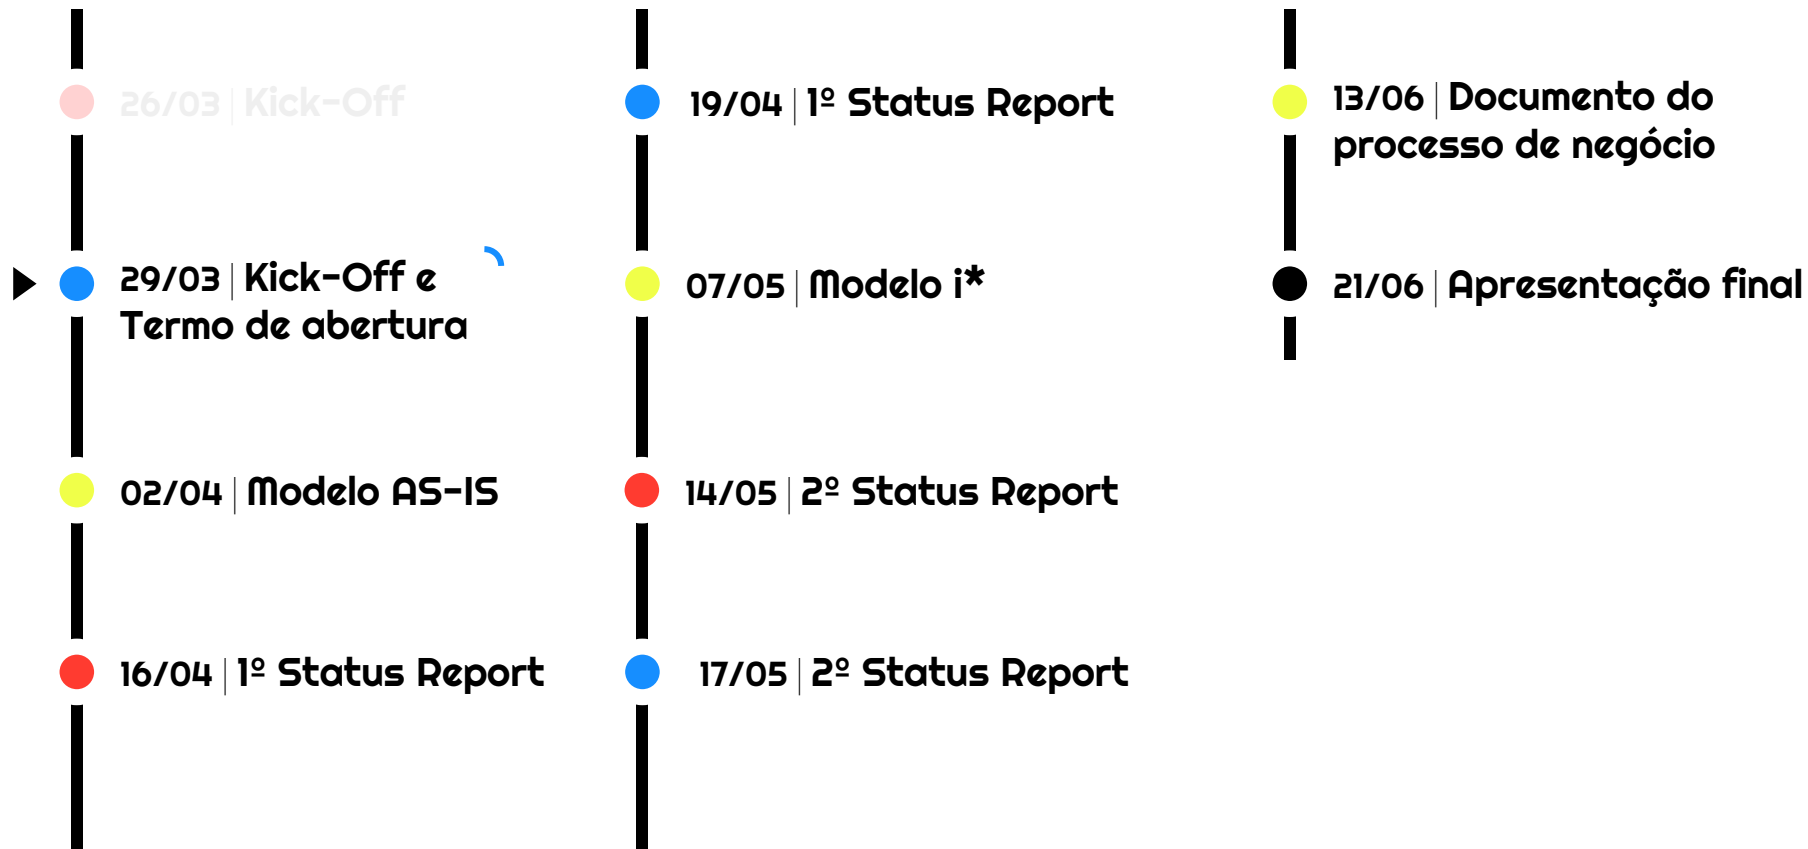 26/03 | Kick-Off
29/03 | Kick-Off e
Termo de abertura
02/04 | Modelo AS-IS
16/04 | 1º Status Report
19/04 | 1º Status Report
07/05 | Modelo i*
14/05 | 2º Status Report
17/05 | 2º Status Report
13/06 | Documento do
processo de negócio
21/06 | Apresentação final